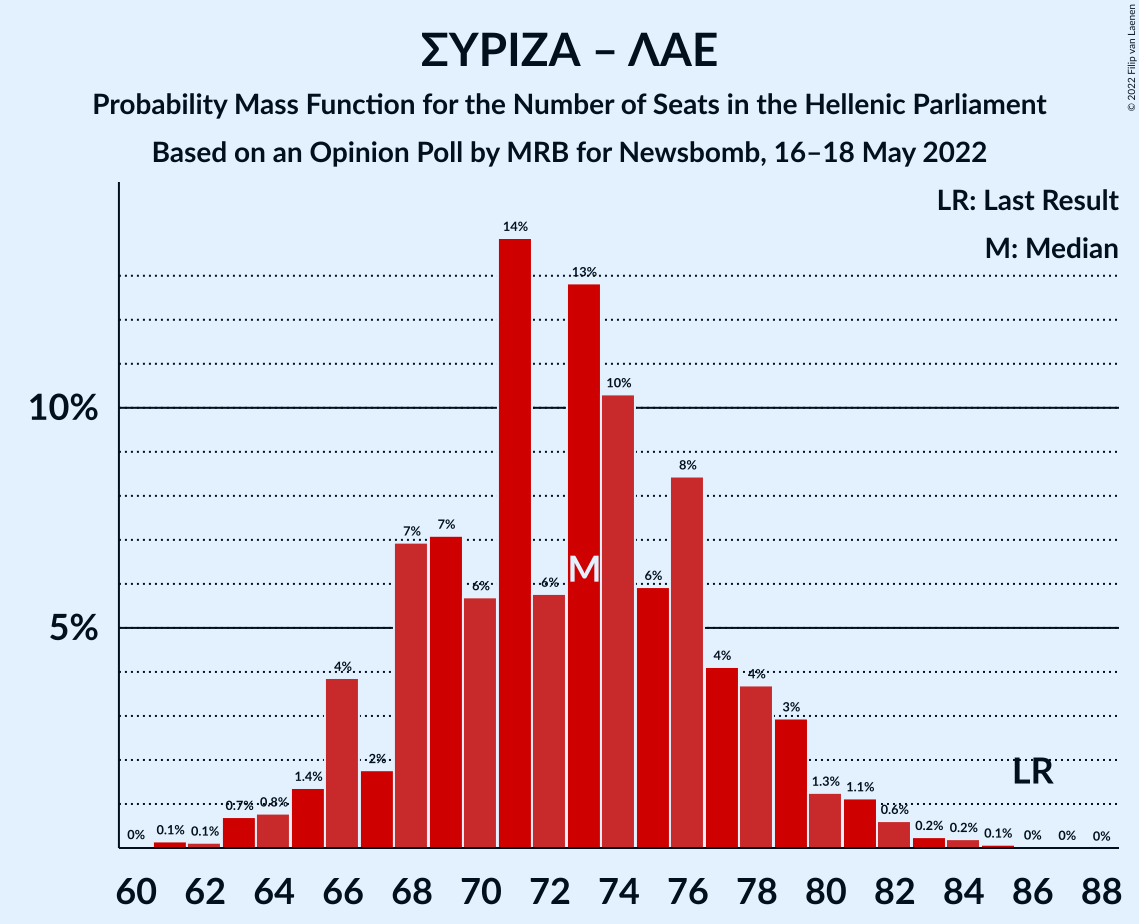 ΣΥΡΙΖΑ – ΛΑΕ
Probability Mass Function for the Number of Seats in the Hellenic Parliament
Based on an Opinion Poll by MRB for Newsbomb, 16–18 May 2022
© 2022 Filip van Laenen
LR: Last Result
M: Median
10%
5%
0% 0.1% 0.1% 0.7% 0.8% 1.4% 4% 2% 7% 7% 6% 14% 6% 13% 10% 6% 8% 4% 4% 3% 1.3% 1.1% 0.6% 0.2% 0.2% 0.1% 0% 0% 0%
M
LR
60 62 64 66 68 70 72 74 76 78 80 82 84 86 88